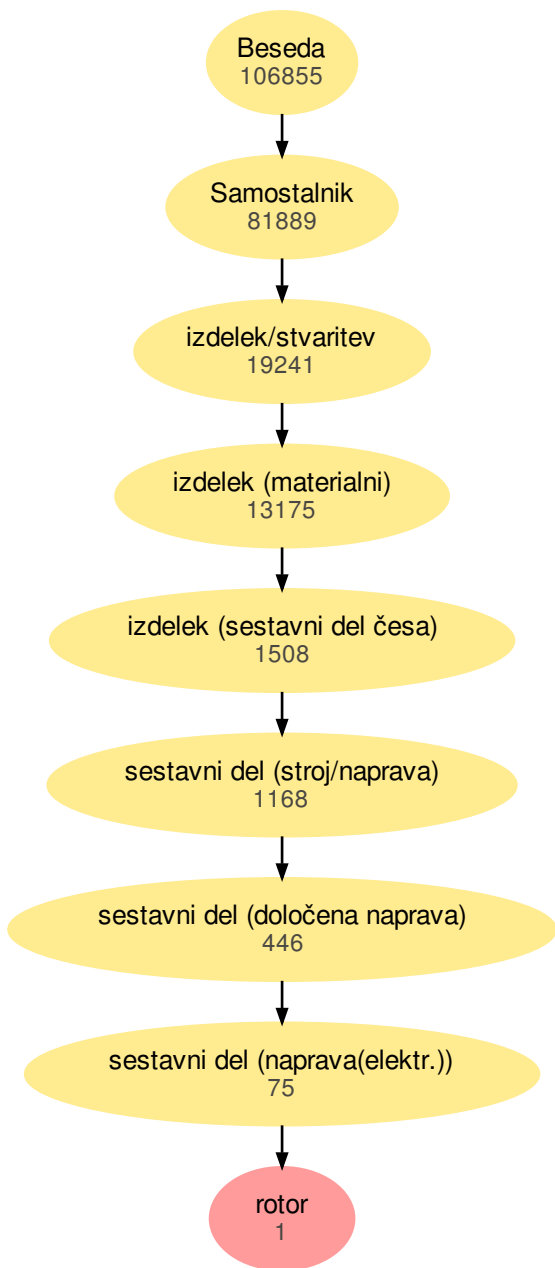 Beseda
106855
Samostalnik
81889
izdelek/stvaritev
19241
izdelek (materialni)
13175
izdelek (sestavni del česa)
1508
sestavni del (stroj/naprava)
1168
sestavni del (določena naprava)
446
sestavni del (naprava(elektr.))
75
rotor
1